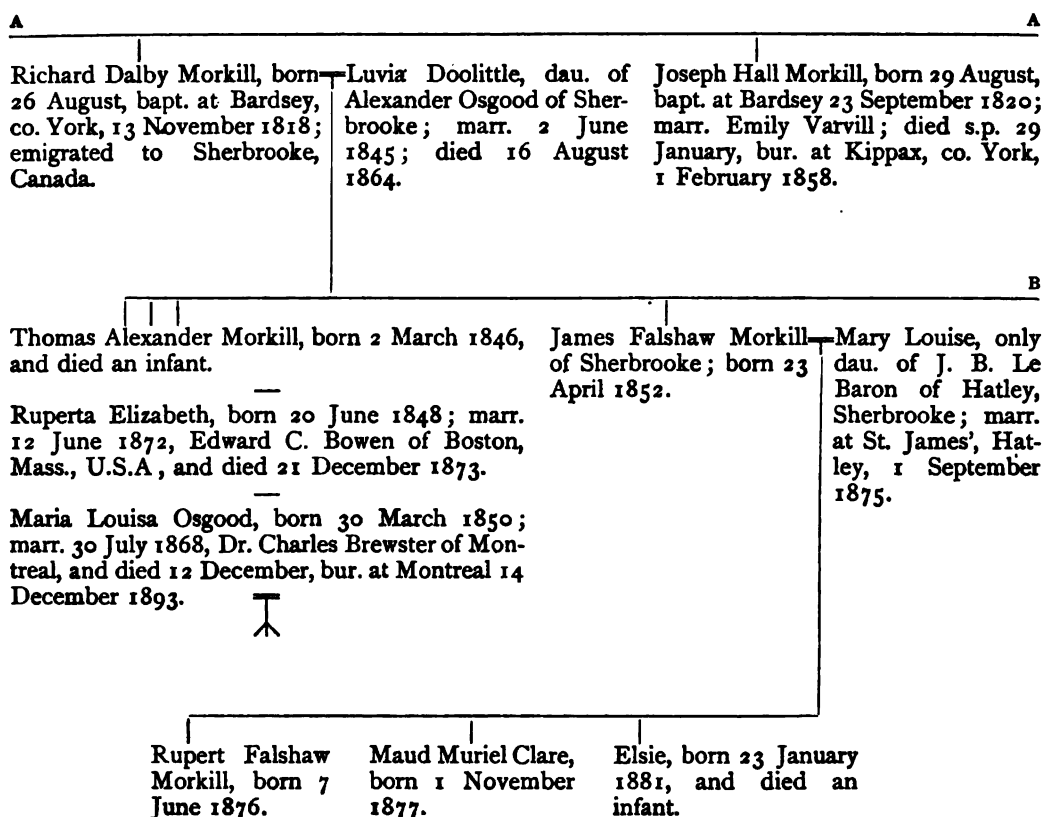 A A
Richard Dalby Morkill, born
26 August, bapt. at Bardsey,
co. York, 13 November 1818;
emigrated to Sherbrooke,
Canada.
Luvia Doolittle, dau. of
Alexander Osgood of Sher-
brooke; marr. 2 June
1845; died 16 August
1864.
Joseph Hall Morkill, born 29 August,
bapt. at Bardsey 23 September 1820;
marr. Emily Varvill; died s.p. 29
January, bur. at Kippax, co. York,
1 February 1858.
B
Thomas Alexander Morkill, born 2 March 1846,
and died an infant.
Ruperta Elizabeth, born 20 June 1848; marr.
12 June 1872, Edward C. Bowen of Boston,
Mass., U.S.A, and died 21 December 1873.
Maria Louisa Osgood, born 30 March 1850;
marr. 30 July 1868, Dr. Charles Brewster of Mon-
treal, and died 12 December, bur. at Montreal 14
December 1893.
James Falshaw Morkill
of Sherbrooke; born 23
April 1852.
Mary Louise, only
dau. of J. B. Le
Baron of Hatley,
Sherbrooke; marr.
at St. James', Hat-
ley, 1 September
1875.
Rupert Falshaw
Morkill, born 7
June 1876.
Maud Muriel Clare,
born 1 November
1877.
Elsie, born 23 January
1881, and died an
infant.